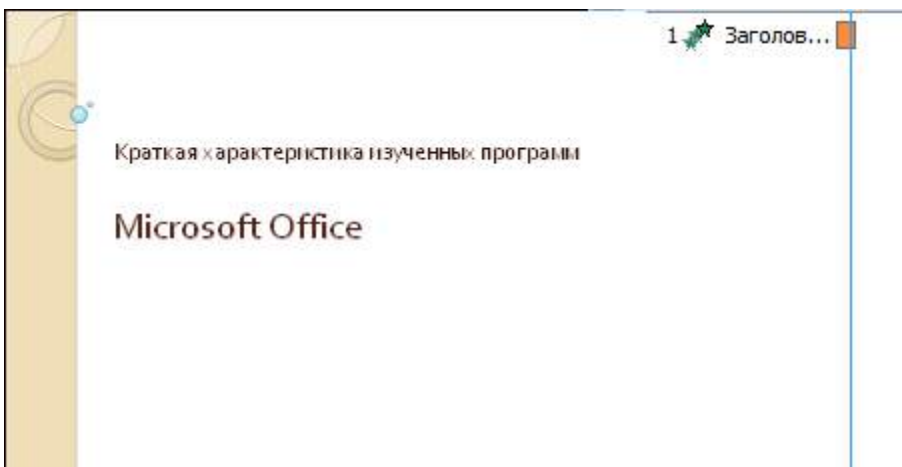 1 Заголов...
Краткая характеристика изученных программ
Microsoft Office